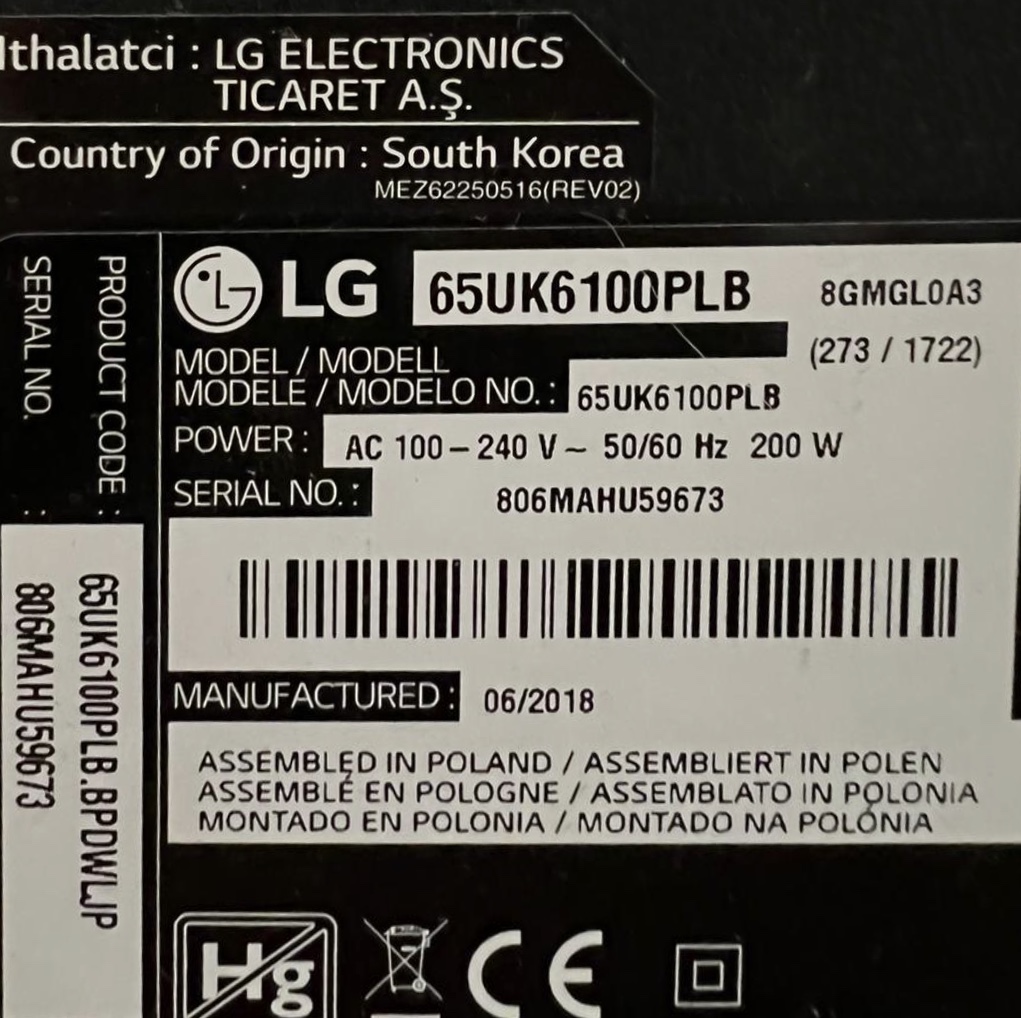 Ithalatci : LG ELECTRONICS
TICARET A.Ş.
Country of Origin : South Korea
MEZ62250516(REV02)
LG 65UK6100PLB 8GMGL0A3
(273 / 1722)
MODEL / MODELL
MODELE / MODELO NO. : 65UK6100PLB
POWER : AC 100 – 240 V ~ 50/60 Hz 200 W
SERIAL NO. : 806MAHU59673
MANUFACTURED : 06/2018
ASSEMBLED IN POLAND / ASSEMBLIERT IN POLEN
ASSEMBLÉ EN POLOGNE / ASSEMBLATO IN POLONIA
MONTADO EN POLONIA / MONTADO NA POLÓNIA
PRODUCT CODE : 65UK6100PLB.BPDWLJP
SERIAL NO. : 806MAHU59673
Hg
CE